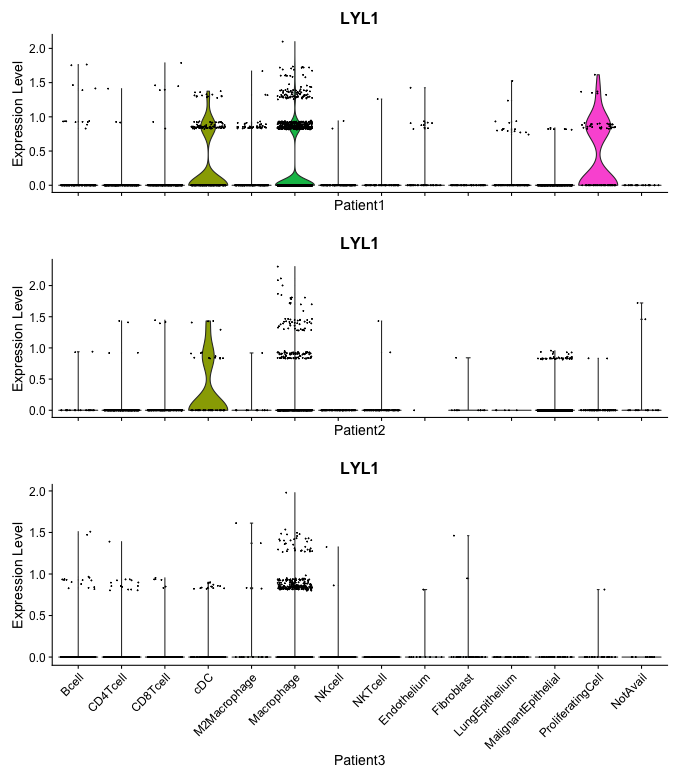 LYL1
Expression Level
2.0
1.5
1.0
0.5
0.0
Patient1
LYL1
Expression Level
2.0
1.5
1.0
0.5
0.0
Patient2
LYL1
Expression Level
2.0
1.5
1.0
0.5
0.0
Bcell
CD4Tcell
CD8Tcell
cDC
M2Macrophage
Macrophage
NKcell
NKTcell
Endothelium
Fibroblast
LungEpithelium
MalignantEpithelial
ProliferatingCell
NotAvail
Patient3